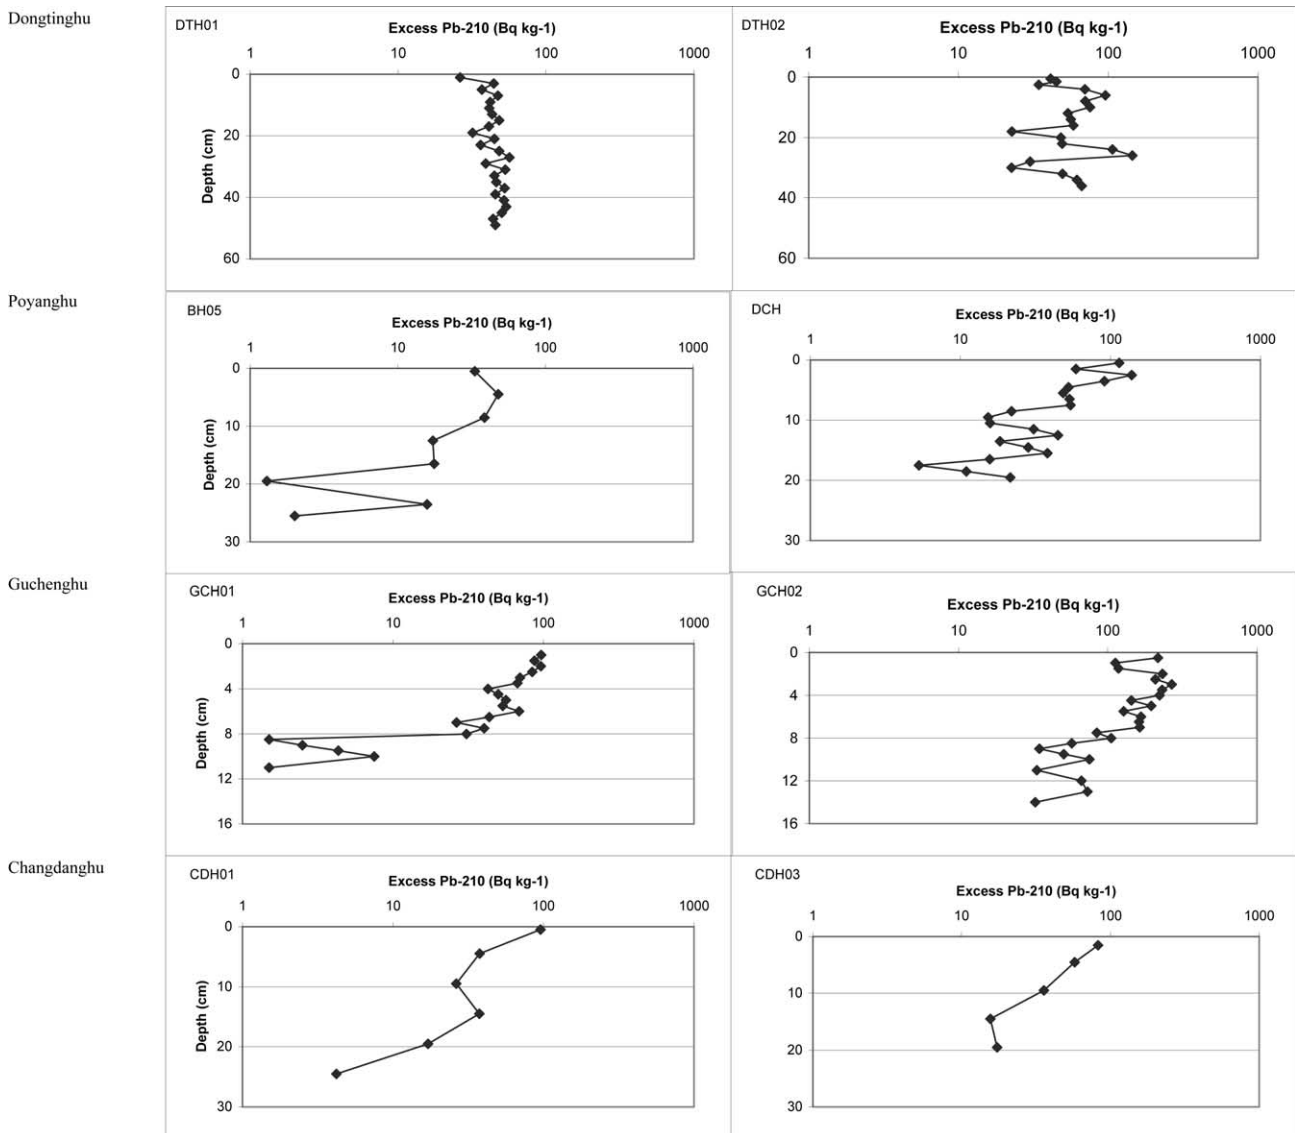 Dongtinghu
DTH01
Excess Pb-210 (Bq kg-1)
1 10 100 1000
0
20
40
60
Depth (cm)
DTH02
Excess Pb-210 (Bq kg-1)
1 10 100 1000
0
20
40
60
Poyanghu
BH05
Excess Pb-210 (Bq kg-1)
1 10 100 1000
0
10
20
30
Depth (cm)
DCH
Excess Pb-210 (Bq kg-1)
1 10 100 1000
0
10
20
30
Guchenghu
GCH01
Excess Pb-210 (Bq kg-1)
1 10 100 1000
0
4
8
12
16
Depth (cm)
GCH02
Excess Pb-210 (Bq kg-1)
1 10 100 1000
0
4
8
12
16
Changdanghu
CDH01
Excess Pb-210 (Bq kg-1)
1 10 100 1000
0
10
20
30
Depth (cm)
CDH03
Excess Pb-210 (Bq kg-1)
1 10 100 1000
0
10
20
30